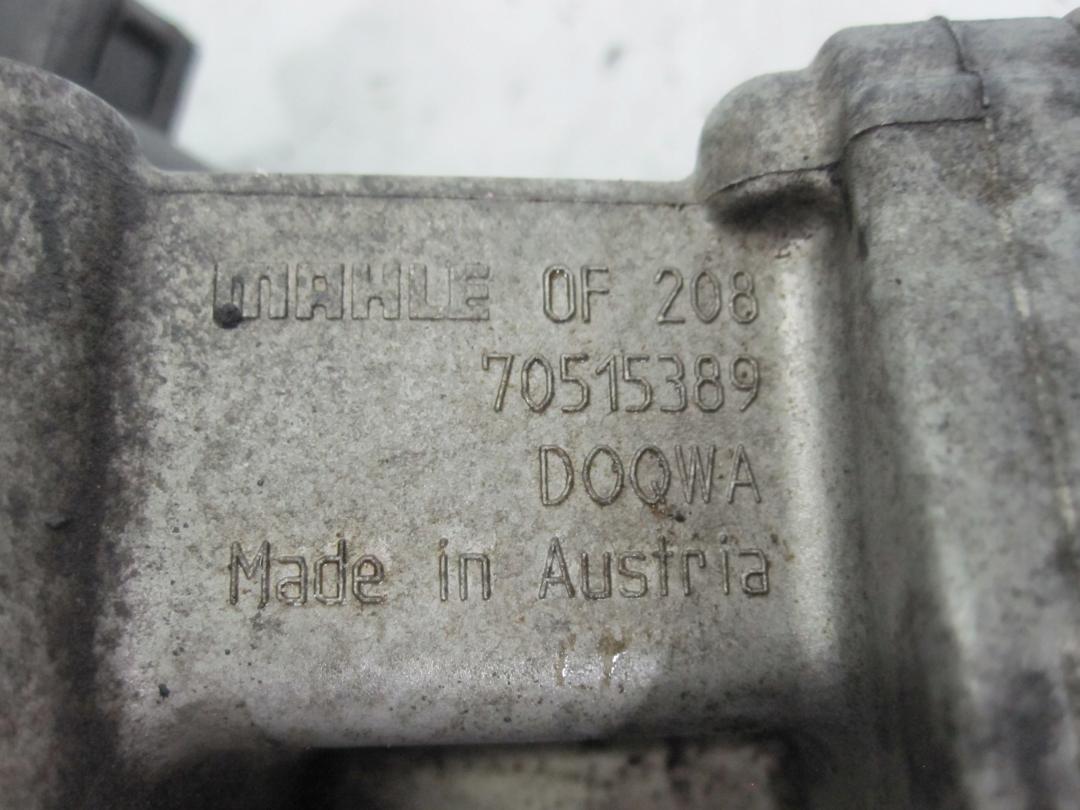 MAHLE OF 208
70515389
DOQWA
Made in Austria